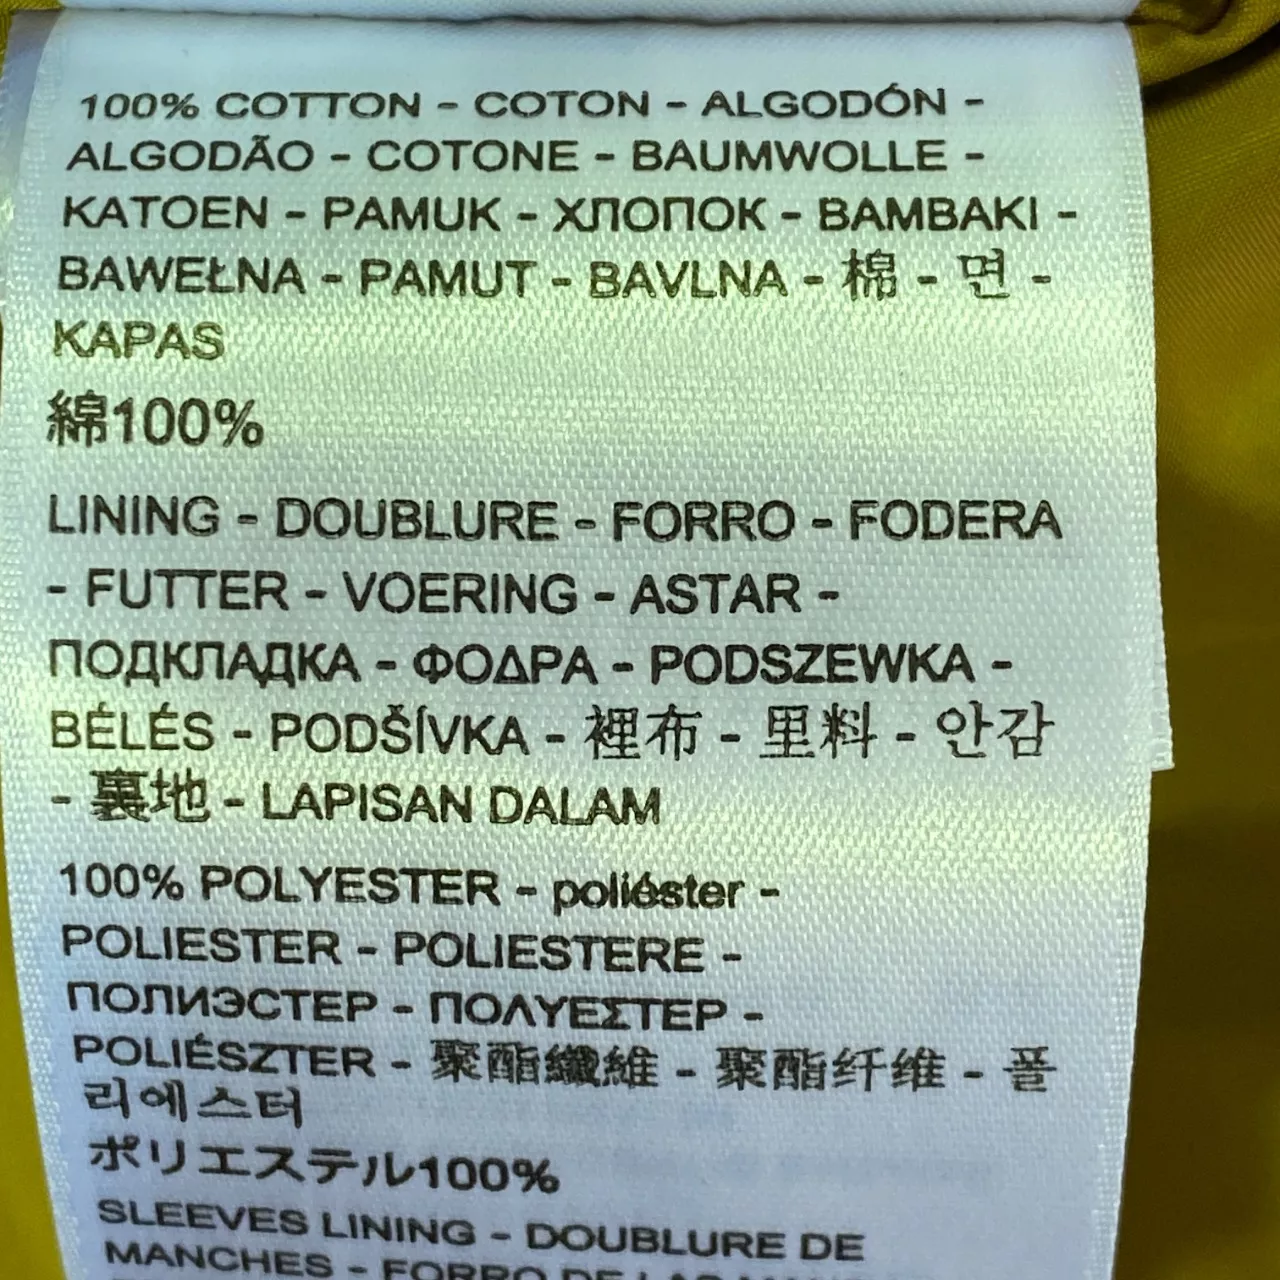 100% COTTON - COTON - ALGODÓN -
ALGODÃO - COTONE - BAUMWOLLE -
KATOEN - PAMUK - ХЛОПОК - BAMBAKI -
BAWEŁNA - PAMUT - BAVLNA - 棉 - 면 -
KAPAS
綿100%
LINING - DOUBLURE - FORRO - FODERA
- FUTTER - VOERING - ASTAR -
ПОДКЛАДКА - ΦΟΔΡΑ - PODSZEWKA -
BÉLÉS - PODŠÍVKA - 裡布 - 里料 - 안감
- 裏地 - LAPISAN DALAM
100% POLYESTER - poliéster -
POLIESTER - POLIESTERE -
ПОЛИЭСТЕР - ΠΟΛΥΕΣΤΕΡ -
POLIÉSZTER - 聚酯纖維 - 聚酯纤维 - 폴
리에스터
ポリエステル100%
SLEEVES LINING - DOUBLURE DE
MANCHES - FORRO DE LAS